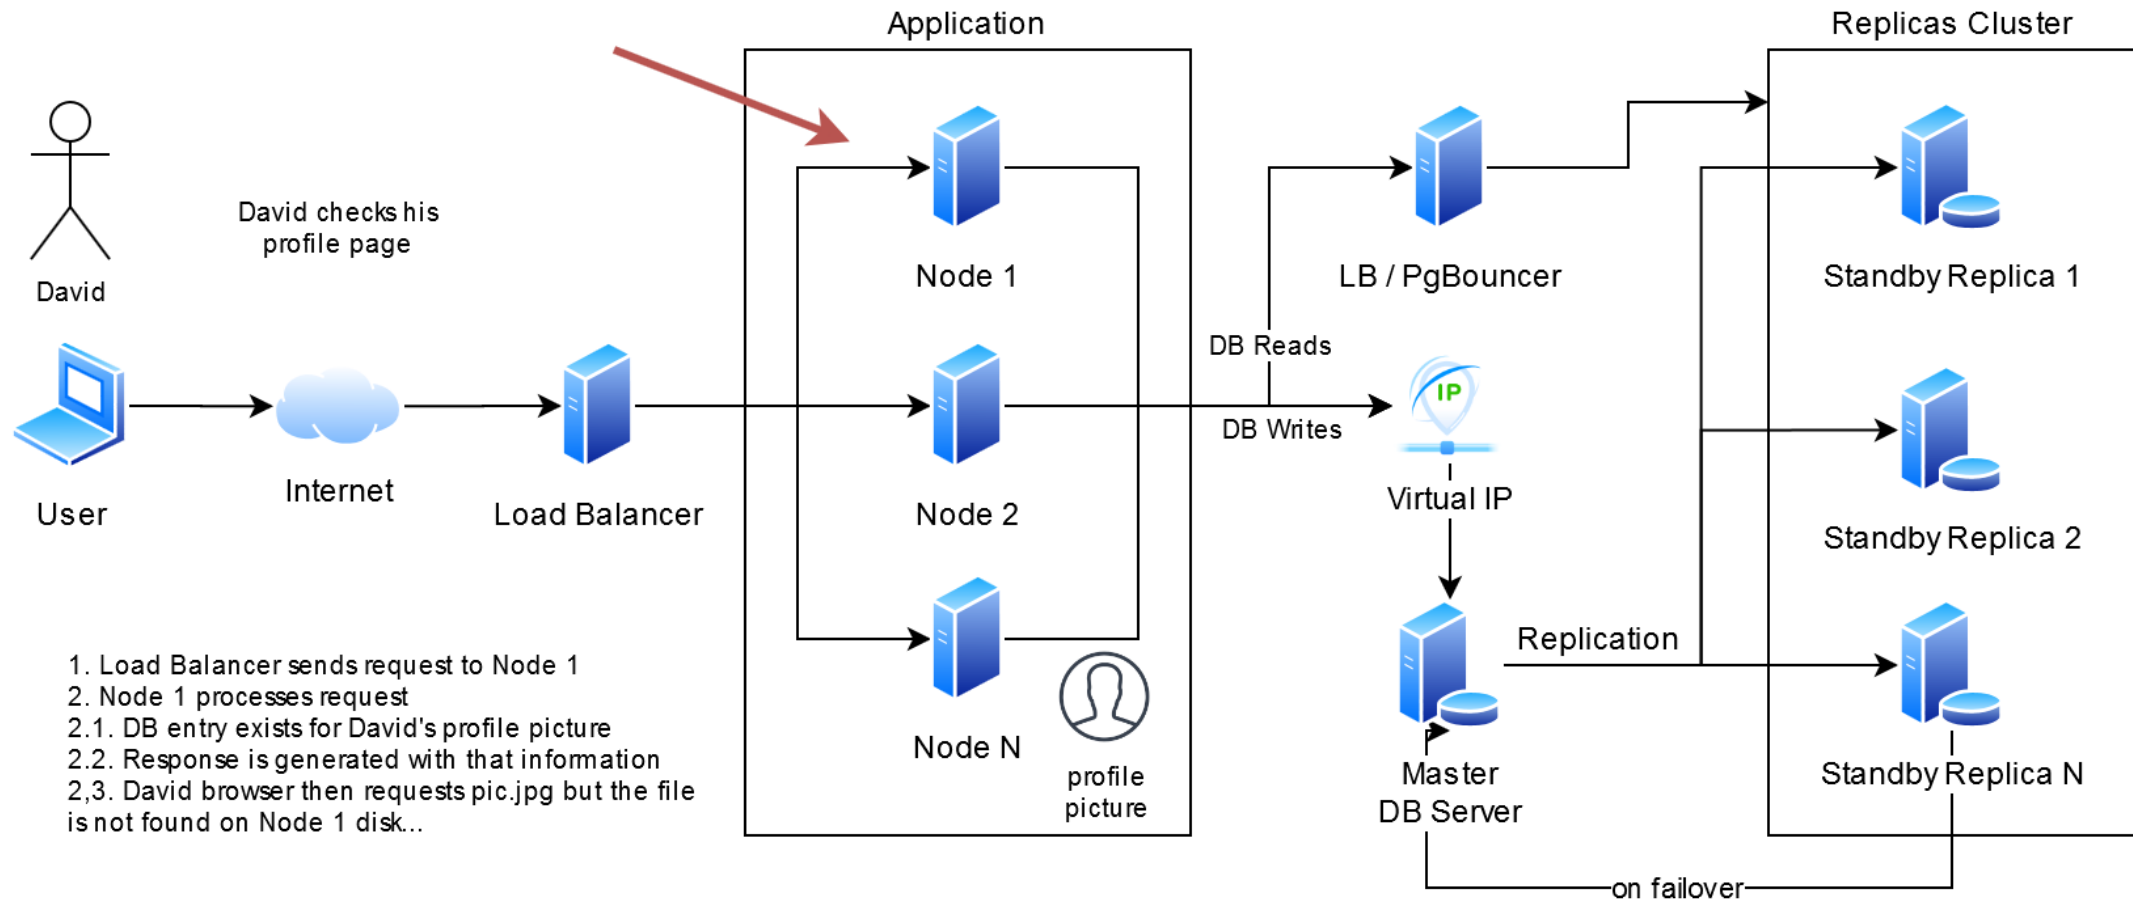 Application
Replicas Cluster
David checks his
profile page
David
Node 1
LB / PgBouncer
Standby Replica 1
DB Reads
DB Writes
IP
Virtual IP
User
Internet
Load Balancer
Node 2
Standby Replica 2
1. Load Balancer sends request to Node 1
2. Node 1 processes request
2.1. DB entry exists for David's profile picture
2.2. Response is generated with that information
2,3. David browser then requests pic.jpg but the file
is not found on Node 1 disk...
Node N
profile
picture
Replication
Master
DB Server
Standby Replica N
on failover